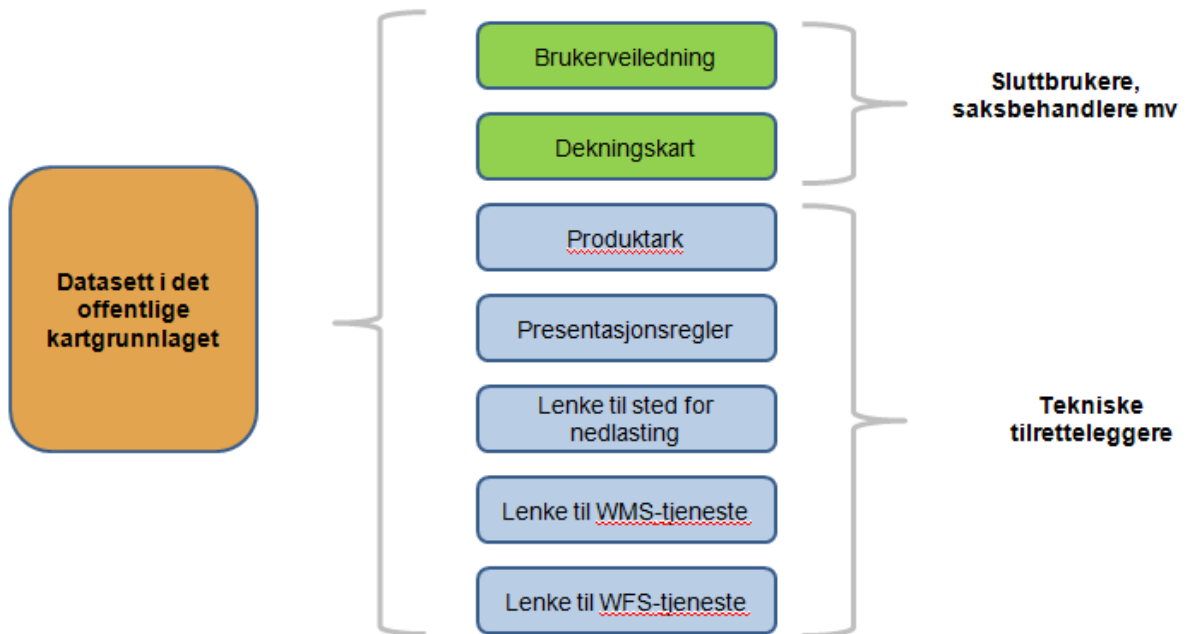 Datasett i det
offentlige
kartgrunnlaget
Brukerveiledning
Dekningskart
Produktark
Presentasjonsregler
Lenke til sted for
nedlasting
Lenke til WMS-tjeneste
Lenke til WFS-tjeneste
Sluttbrukere,
saksbehandlere mv
Tekniske
tilretteleggere